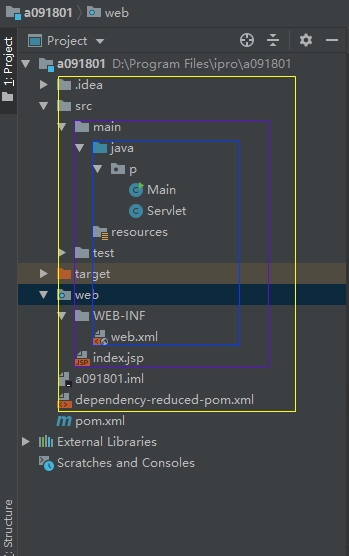 a091801 web
1: Project
Project
a091801 D:\Program Files\ipro\a091801
.idea
src
main
java
p
Main
Servlet
resources
test
target
web
WEB-INF
web.xml
index.jsp
a091801.iml
dependency-reduced-pom.xml
pom.xml
External Libraries
Scratches and Consoles
Structure